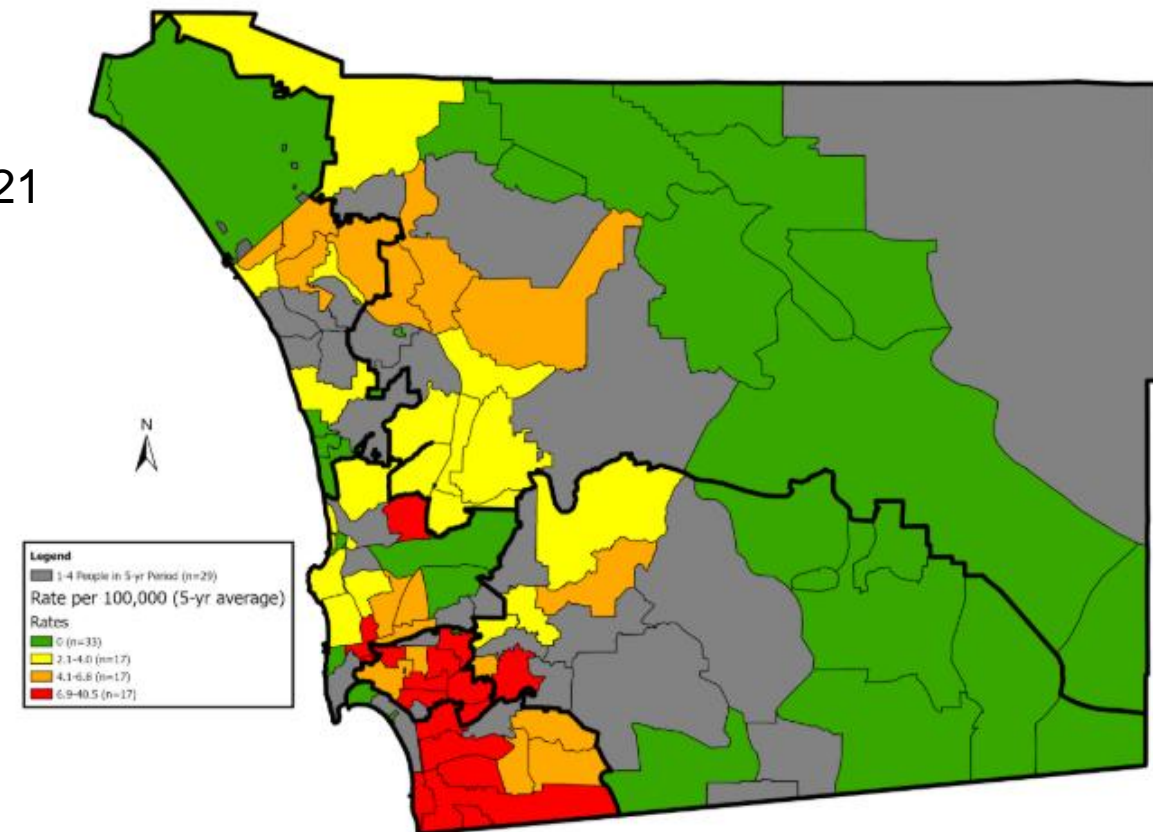 21
N
Legend
1-4 People in 5-yr Period (n=29)
Rate per 100,000 (5-yr average)
Rates
0 (n=33)
2.1-4.0 (n=17)
4.1-6.8 (n=17)
6.9-40.5 (n=17)